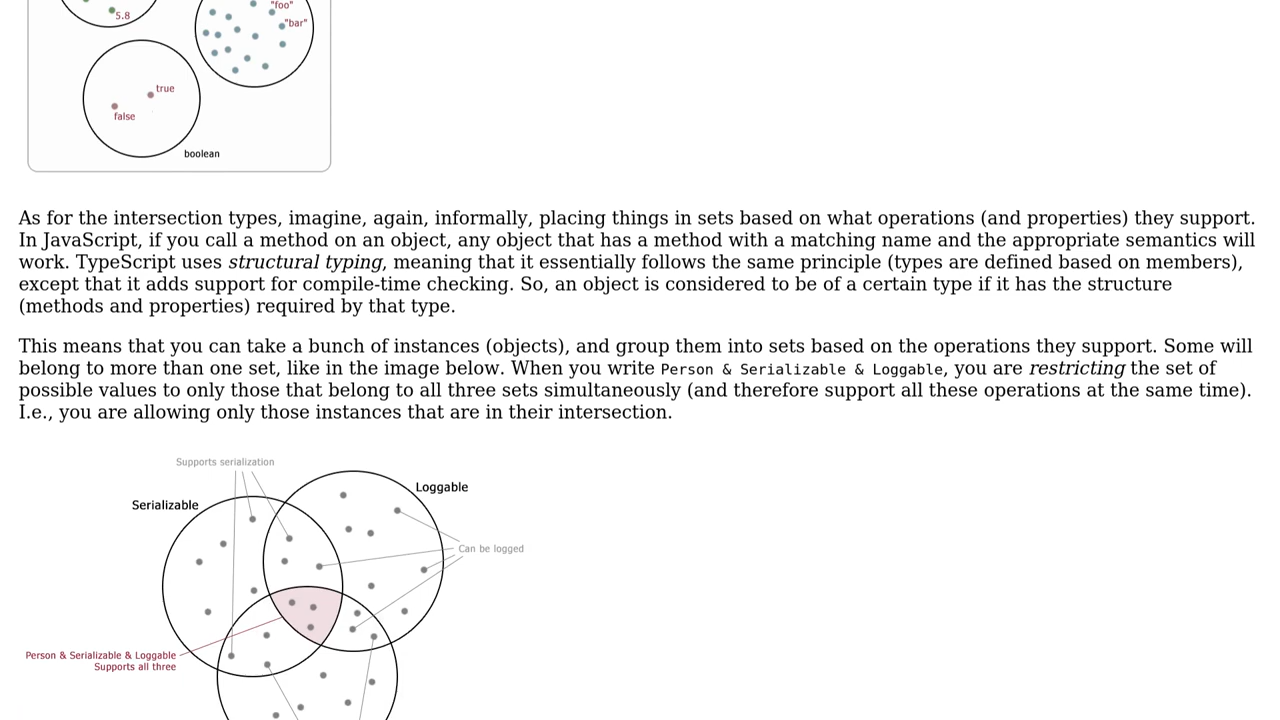 "foo"
5.8
"bar"
true
false
boolean
As for the intersection types, imagine, again, informally, placing things in sets based on what operations (and properties) they support.
In JavaScript, if you call a method on an object, any object that has a method with a matching name and the appropriate semantics will
work. TypeScript uses structural typing, meaning that it essentially follows the same principle (types are defined based on members),
except that it adds support for compile-time checking. So, an object is considered to be of a certain type if it has the structure
(methods and properties) required by that type.
This means that you can take a bunch of instances (objects), and group them into sets based on the operations they support. Some will
belong to more than one set, like in the image below. When you write Person & Serializable & Loggable, you are restricting the set of
possible values to only those that belong to all three sets simultaneously (and therefore support all these operations at the same time).
I.e., you are allowing only those instances that are in their intersection.
Supports serialization
Loggable
Serializable
Can be logged
Person & Serializable & Loggable
Supports all three